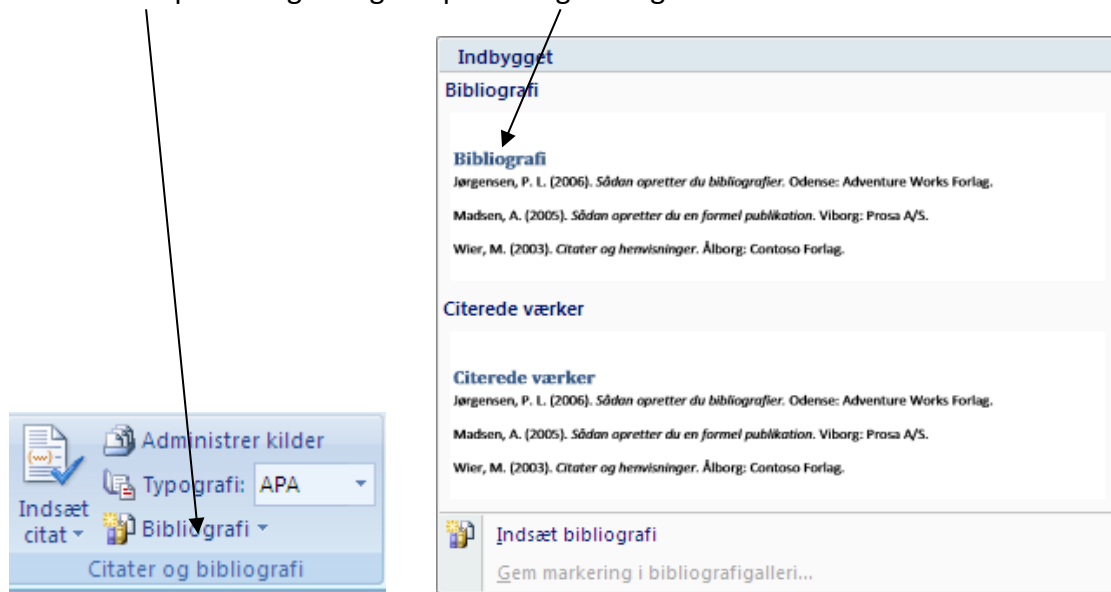 Indbygget
Bibliografi
Bibliografi
Jørgensen, P. L. (2006). Sådan opretter du bibliografier. Odense: Adventure Works Forlag.
Madsen, A. (2005). Sådan opretter du en formel publikation. Viborg: Prosa A/S.
Wier, M. (2003). Citater og henvisninger. Ålborg: Contoso Forlag.
Citerede værker
Citerede værker
Jørgensen, P. L. (2006). Sådan opretter du bibliografier. Odense: Adventure Works Forlag.
Madsen, A. (2005). Sådan opretter du en formel publikation. Viborg: Prosa A/S.
Wier, M. (2003). Citater og henvisninger. Ålborg: Contoso Forlag.
Indsæt bibliografi
Gem markering i bibliografigalleri...
Indsæt
citat
Administrer kilder
Typografi: APA
Bibliografi
Citater og bibliografi